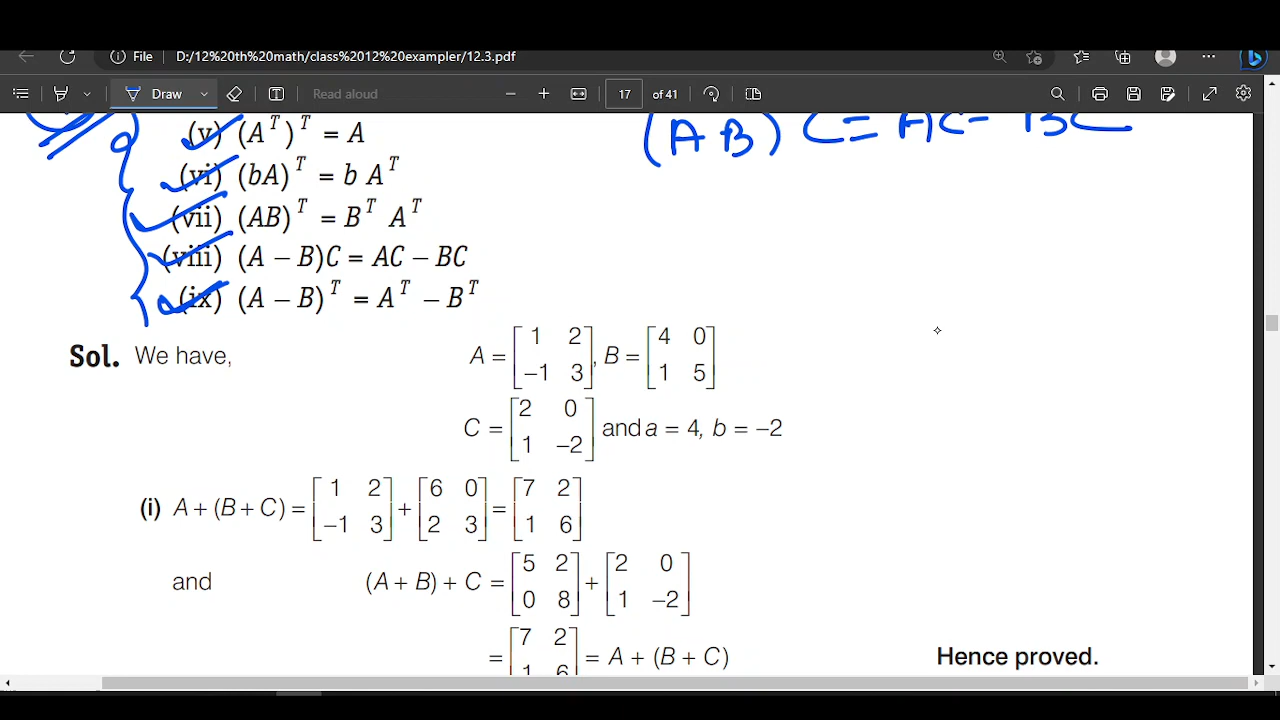 File D:/12%20th%20math/class%2012%20exampler/12.3.pdf
Draw Read aloud 17 of 41
(v) (A^T)^T = A
(A B) C = AC - BC
(vi) (bA)^T = b A^T
(vii) (AB)^T = B^T A^T
(viii) (A – B)C = AC – BC
(ix) (A – B)^T = A^T – B^T
Sol. We have, A = [1 2; –1 3], B = [4 0; 1 5]
C = [2 0; 1 –2] and a = 4, b = –2
(i) A + (B + C) = [1 2; –1 3] + [6 0; 2 3] = [7 2; 1 6]
and (A + B) + C = [5 2; 0 8] + [2 0; 1 –2]
= [7 2; 1 6] = A + (B + C) Hence proved.